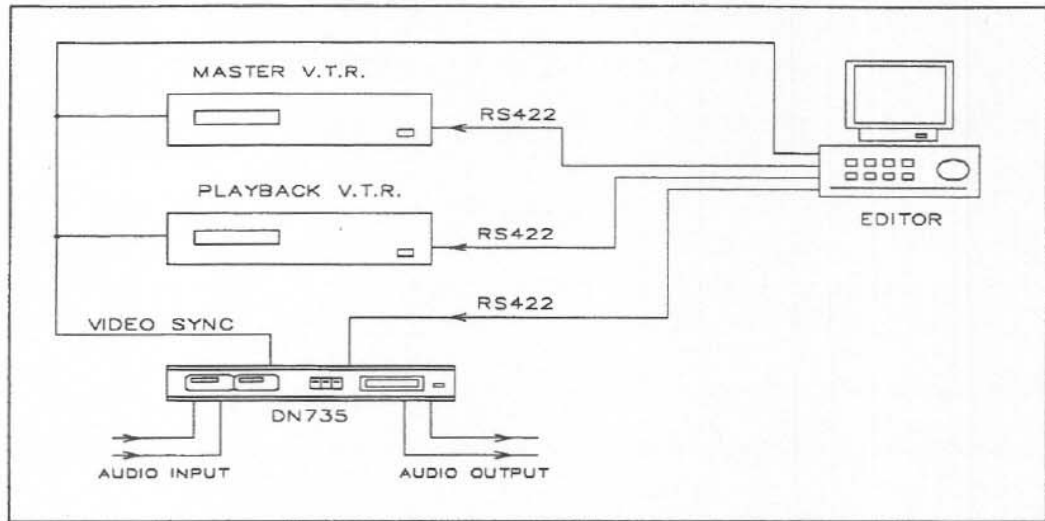 MASTER V.T.R.
RS422
PLAYBACK V.T.R.
EDITOR
RS422
RS422
VIDEO SYNC
DN735
AUDIO INPUT
AUDIO OUTPUT